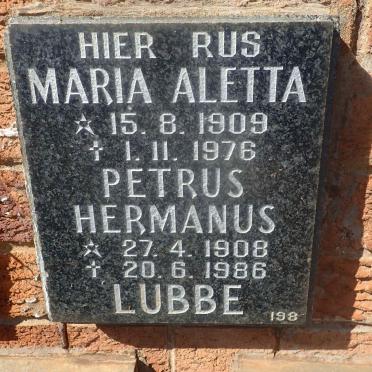 HIER RUS
MARIA ALETTA
☆ 15. 8. 1909
† 1. 11. 1976
PETRUS
HERMANUS
☆ 27. 4. 1908
† 20. 6. 1986
LUBBE
198